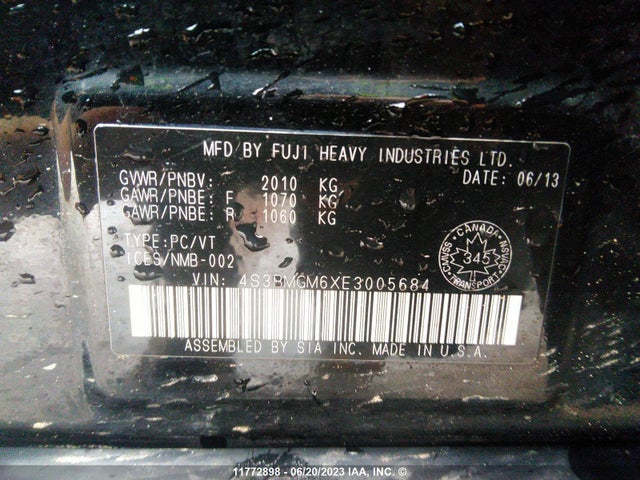 MFD BY FUJI HEAVY INDUSTRIES LTD.
DATE: 06/13
GVWR/PNBV: 2010 KG
GAWR/PNBE: F 1070 KG
GAWR/PNBE: R 1060 KG
TYPE:PC/VT
ICES/NMB-002
CANADA
CMVSS NSVAC
345
TRANSPORT
VIN: 4S3BMGM6XE3005684
ASSEMBLED BY SIA INC. MADE IN U.S.A.
11772898 - 06/20/2023 IAA, INC. ©